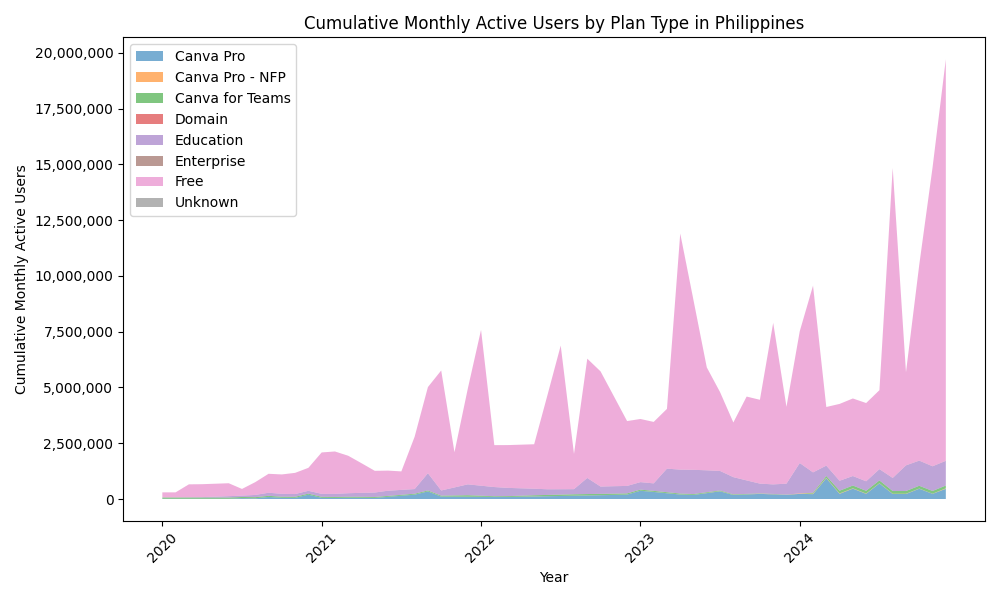 Cumulative Monthly Active Users by Plan Type in Philippines
Cumulative Monthly Active Users
20,000,000
17,500,000
15,000,000
12,500,000
10,000,000
7,500,000
5,000,000
2,500,000
0
Canva Pro
Canva Pro - NFP
Canva for Teams
Domain
Education
Enterprise
Free
Unknown
2020
2021
2022
2023
2024
Year